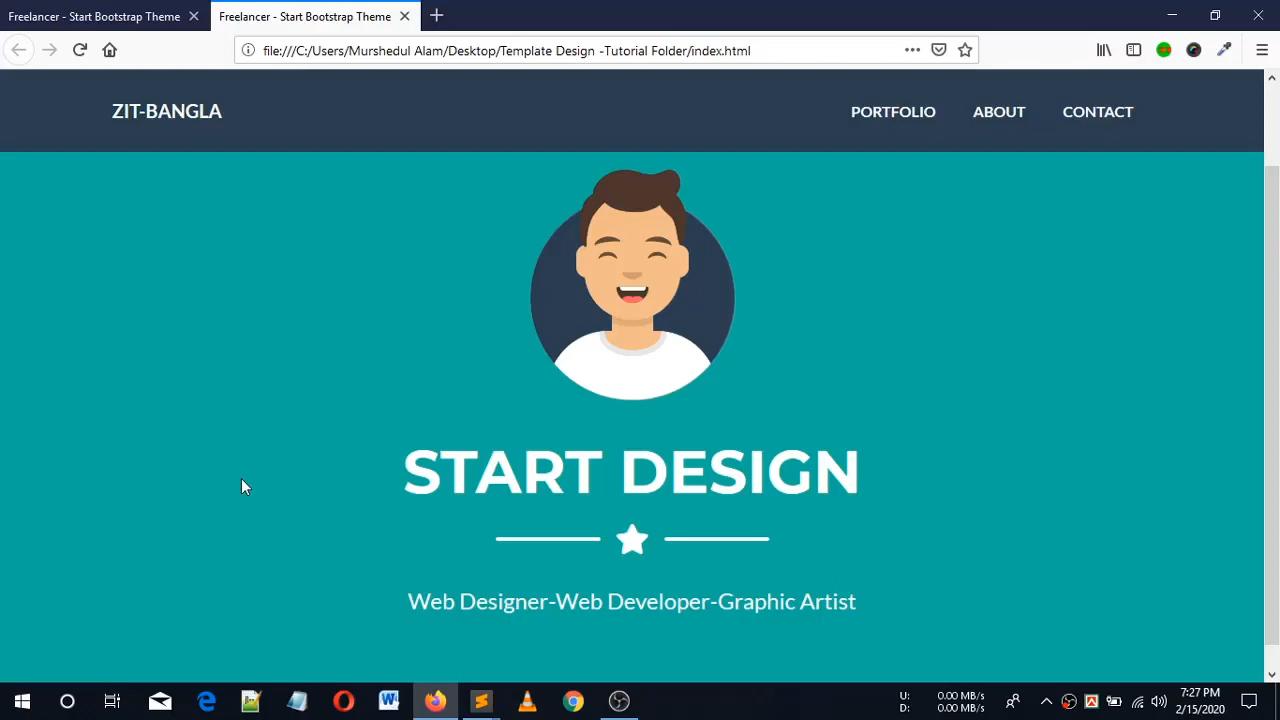 Freelancer - Start Bootstrap Theme
Freelancer - Start Bootstrap Theme
file:///C:/Users/Murshedul Alam/Desktop/Template Design -Tutorial Folder/index.html
ZIT-BANGLA
PORTFOLIO
ABOUT
CONTACT
START DESIGN
Web Designer-Web Developer-Graphic Artist
U: 0.00 MB/s
D: 0.00 MB/s
7:27 PM
2/15/2020